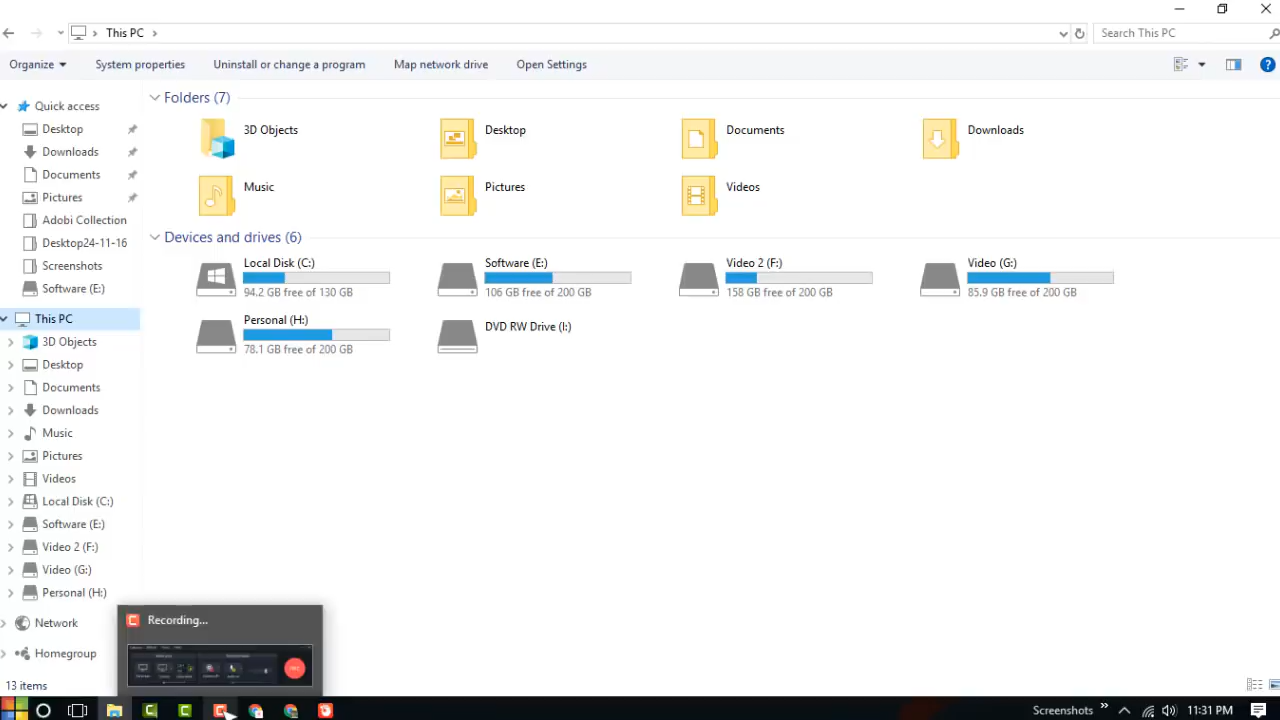 This PC
Search This PC
Organize
System properties
Uninstall or change a program
Map network drive
Open Settings
Quick access
Desktop
Downloads
Documents
Pictures
Adobi Collection
Desktop24-11-16
Screenshots
Software (E:)
This PC
3D Objects
Desktop
Documents
Downloads
Music
Pictures
Videos
Local Disk (C:)
Software (E:)
Video 2 (F:)
Video (G:)
Personal (H:)
Network
Homegroup
Folders (7)
3D Objects
Desktop
Documents
Downloads
Music
Pictures
Videos
Devices and drives (6)
Local Disk (C:)
94.2 GB free of 130 GB
Software (E:)
106 GB free of 200 GB
Video 2 (F:)
158 GB free of 200 GB
Video (G:)
85.9 GB free of 200 GB
Personal (H:)
78.1 GB free of 200 GB
DVD RW Drive (I:)
Recording...
13 items
Screenshots
11:31 PM